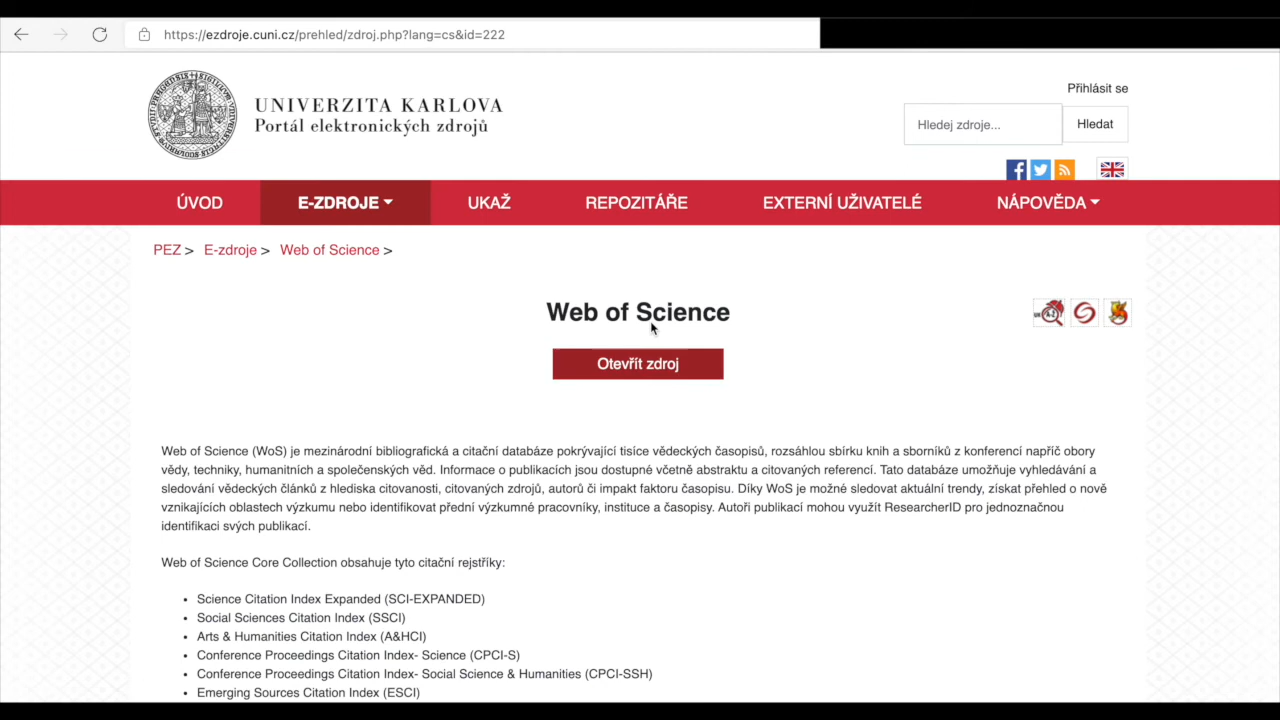 https://ezdroje.cuni.cz/prehled/zdroj.php?lang=cs&id=222
UNIVERZITA KARLOVA
Portál elektronických zdrojů
Přihlásit se
Hledej zdroje...
Hledat
ÚVOD
E-ZDROJE
UKAŽ
REPOZITÁŘE
EXTERNÍ UŽIVATELÉ
NÁPOVĚDA
PEZ > E-zdroje > Web of Science >
Web of Science
Otevřít zdroj
Web of Science (WoS) je mezinárodní bibliografická a citační databáze pokrývající tisíce vědeckých časopisů, rozsáhlou sbírku knih a sborníků z konferencí napříč obory
vědy, techniky, humanitních a společenských věd. Informace o publikacích jsou dostupné včetně abstraktu a citovaných referencí. Tato databáze umožňuje vyhledávání a
sledování vědeckých článků z hlediska citovanosti, citovaných zdrojů, autorů či impakt faktoru časopisu. Díky WoS je možné sledovat aktuální trendy, získat přehled o nově
vznikajících oblastech výzkumu nebo identifikovat přední výzkumné pracovníky, instituce a časopisy. Autoři publikací mohou využít ResearcherID pro jednoznačnou
identifikaci svých publikací.
Web of Science Core Collection obsahuje tyto citační rejstříky:
• Science Citation Index Expanded (SCI-EXPANDED)
• Social Sciences Citation Index (SSCI)
• Arts & Humanities Citation Index (A&HCI)
• Conference Proceedings Citation Index- Science (CPCI-S)
• Conference Proceedings Citation Index- Social Science & Humanities (CPCI-SSH)
• Emerging Sources Citation Index (ESCI)